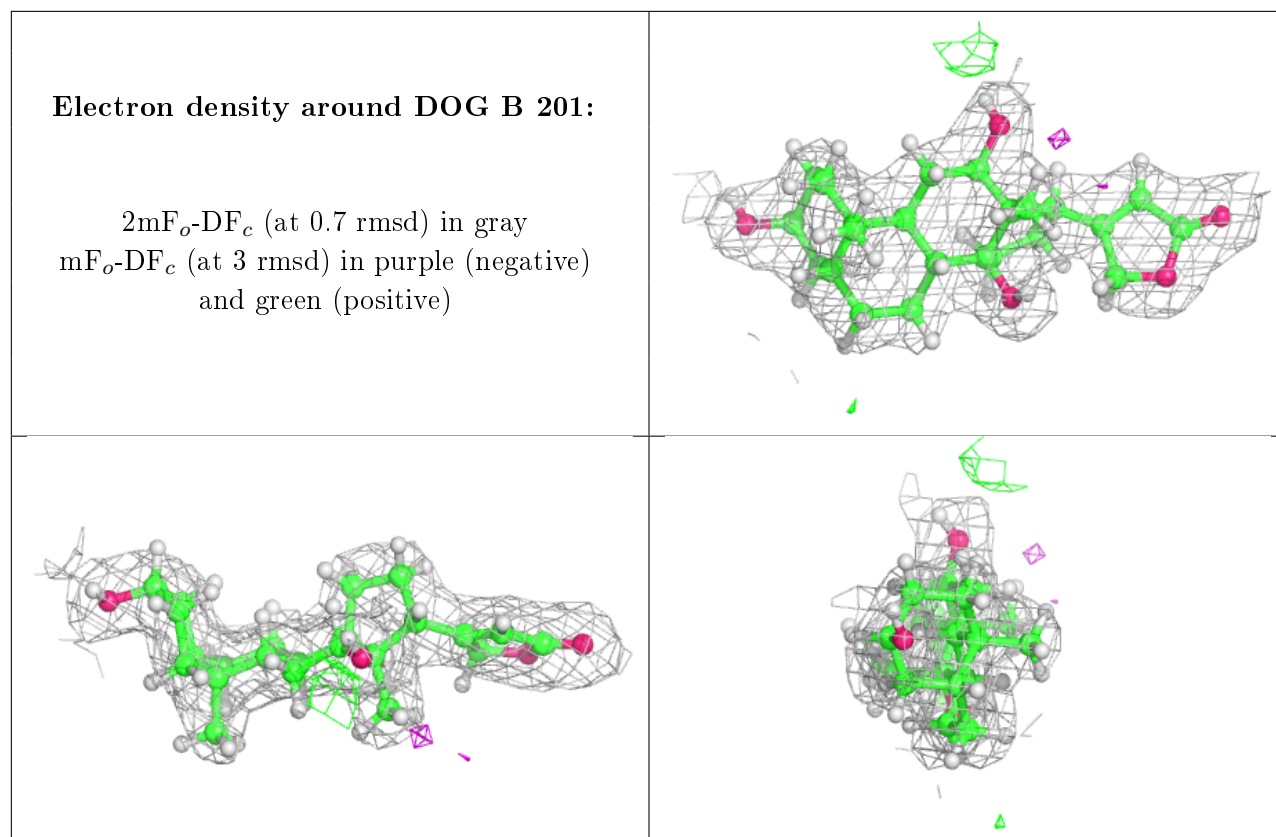 Electron density around DOG B 201:
2mFₒ-DF𝒸 (at 0.7 rmsd) in gray
mFₒ-DF𝒸 (at 3 rmsd) in purple (negative)
and green (positive)